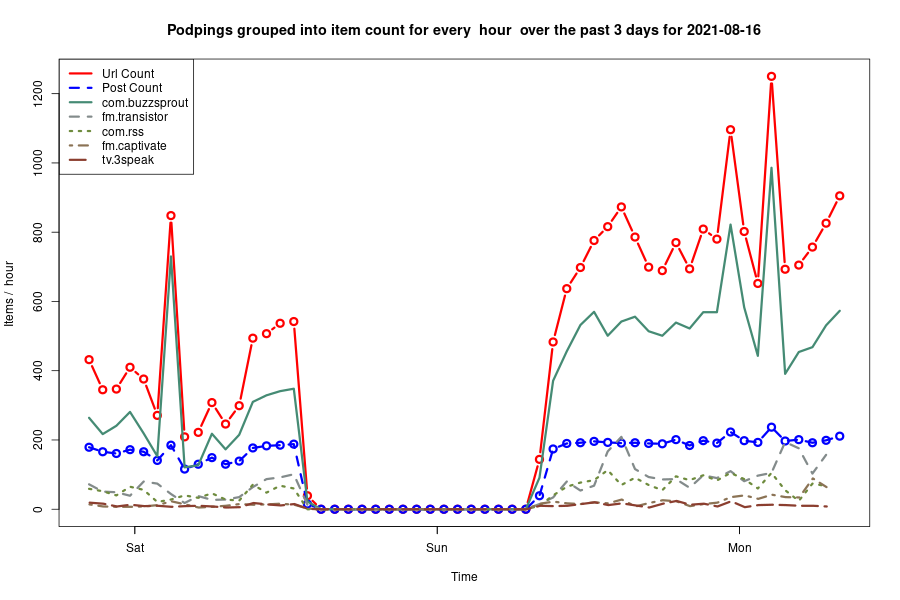 Podpings grouped into item count for every  hour  over the past 3 days for 2021-08-16
Url Count
Post Count
com.buzzsprout
fm.transistor
com.rss
fm.captivate
tv.3speak
Items /  hour
1200
1000
800
600
400
200
0
Sat
Sun
Mon
Time